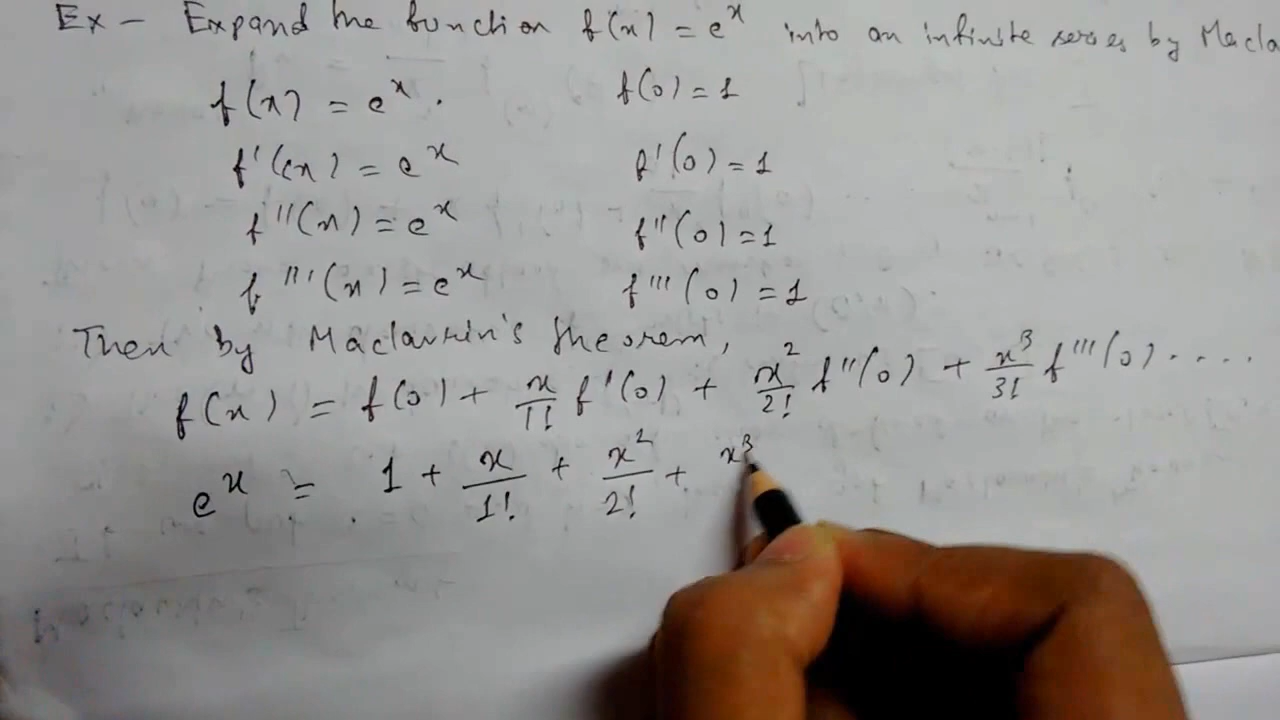 Ex – Expand the function f(x) = e^x into an infinite series by Macla
f(x) = e^x . f(0) = 1
f'(x) = e^x f'(0) = 1
f''(x) = e^x f''(0) = 1
f'''(x) = e^x f'''(0) = 1
Then by Maclaurin's theorem,
f(x) = f(0) + x/1! f'(0) + x^2/2! f''(0) + x^3/3! f'''(0) ....
e^x = 1 + x/1! + x^2/2! + x^3